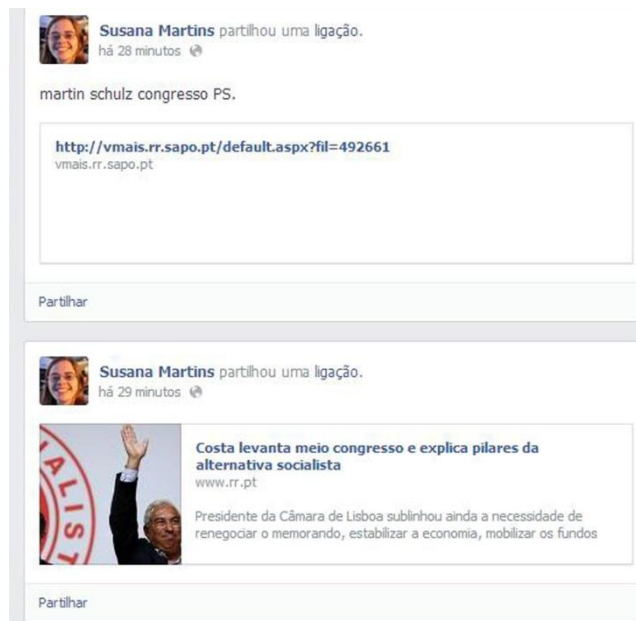 Susana Martins partilhou uma ligação.
há 28 minutos
martin schulz congresso PS.
http://vmais.rr.sapo.pt/default.aspx?fil=492661
vmais.rr.sapo.pt
Partilhar
Susana Martins partilhou uma ligação.
há 29 minutos
ALIST
Costa levanta meio congresso e explica pilares da
alternativa socialista
www.rr.pt
Presidente da Câmara de Lisboa sublinhou ainda a necessidade de
renegociar o memorando, estabilizar a economia, mobilizar os fundos
Partilhar